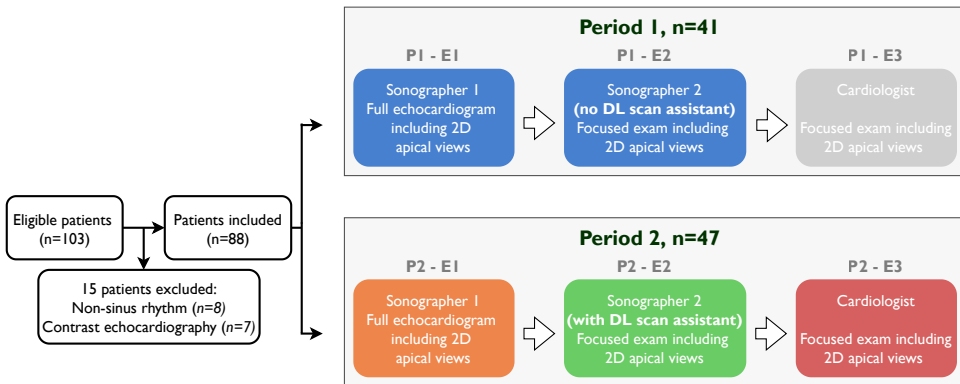 Eligible patients
(n=103)
Patients included
(n=88)
15 patients excluded:
Non-sinus rhythm (n=8)
Contrast echocardiography (n=7)
Period 1, n=41
P1 - E1
P1 - E2
P1 - E3
Sonographer 1
Full echocardiogram
including 2D
apical views
Sonographer 2
(no DL scan assistant)
Focused exam including
2D apical views
Cardiologist
Focused exam including
2D apical views
Period 2, n=47
P2 - E1
P2 - E2
P2 - E3
Sonographer 1
Full echocardiogram
including 2D
apical views
Sonographer 2
(with DL scan assistant)
Focused exam including
2D apical views
Cardiologist
Focused exam including
2D apical views